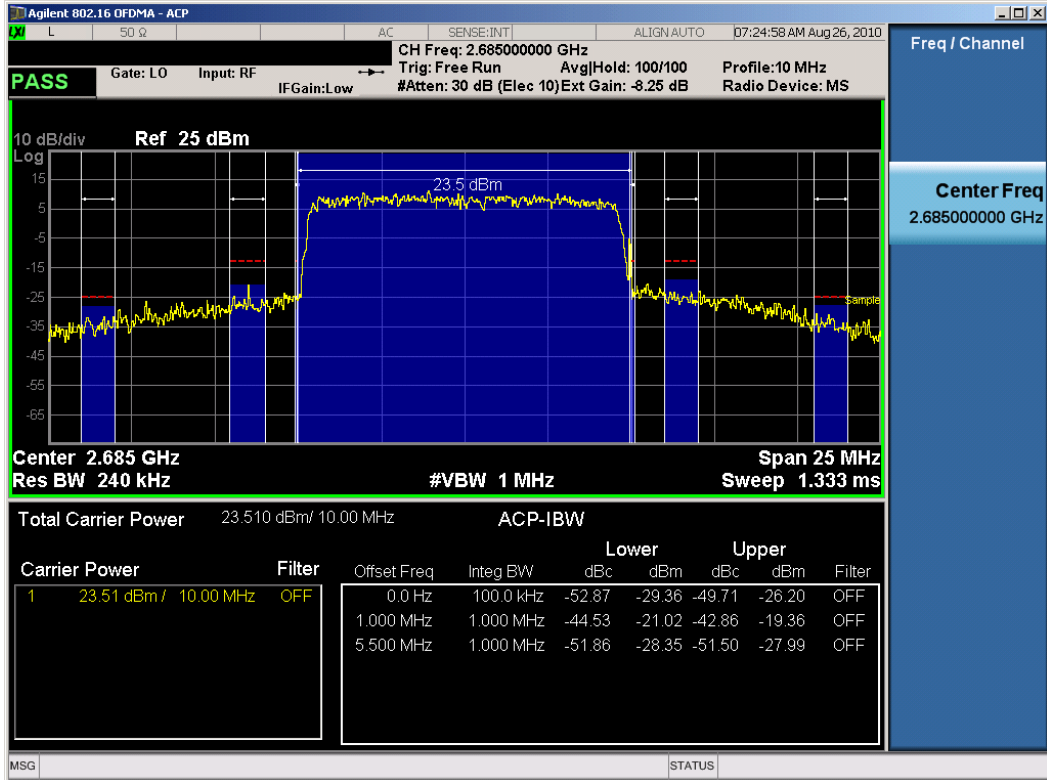 Agilent 802.16 OFDMA - ACP
LXI L 50 Ω AC SENSE:INT ALIGN AUTO 07:24:58 AM Aug 26, 2010
CH Freq: 2.685000000 GHz
PASS Gate: LO Input: RF Trig: Free Run Avg|Hold: 100/100 Profile:10 MHz
IFGain:Low #Atten: 30 dB (Elec 10) Ext Gain: -8.25 dB Radio Device: MS
10 dB/div Ref 25 dBm
Log
15
5
-5
-15
-25
-35
-45
-55
-65
23.5 dBm
Sample
Center 2.685 GHz Span 25 MHz
Res BW 240 kHz #VBW 1 MHz Sweep 1.333 ms
Total Carrier Power 23.510 dBm/ 10.00 MHz ACP-IBW
Lower Upper
Carrier Power Filter Offset Freq Integ BW dBc dBm dBc dBm Filter
1 23.51 dBm / 10.00 MHz OFF 0.0 Hz 100.0 kHz -52.87 -29.36 -49.71 -26.20 OFF
1.000 MHz 1.000 MHz -44.53 -21.02 -42.86 -19.36 OFF
5.500 MHz 1.000 MHz -51.86 -28.35 -51.50 -27.99 OFF
MSG STATUS
Freq / Channel
Center Freq
2.685000000 GHz